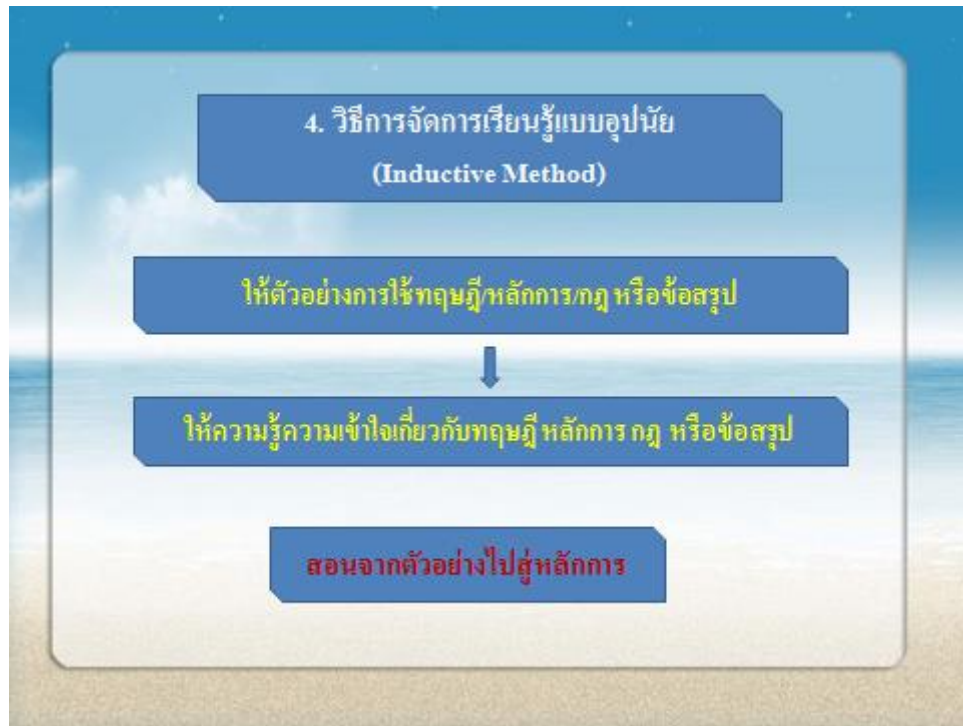 4. วิธีการจัดการเรียนรู้แบบอุปนัย
(Inductive Method)
ให้ตัวอย่างการใช้ทฤษฎี/หลักการ/กฎ หรือข้อสรุป
ให้ความรู้ความเข้าใจเกี่ยวกับทฤษฎี หลักการ กฎ หรือข้อสรุป
สอนจากตัวอย่างไปสู่หลักการ